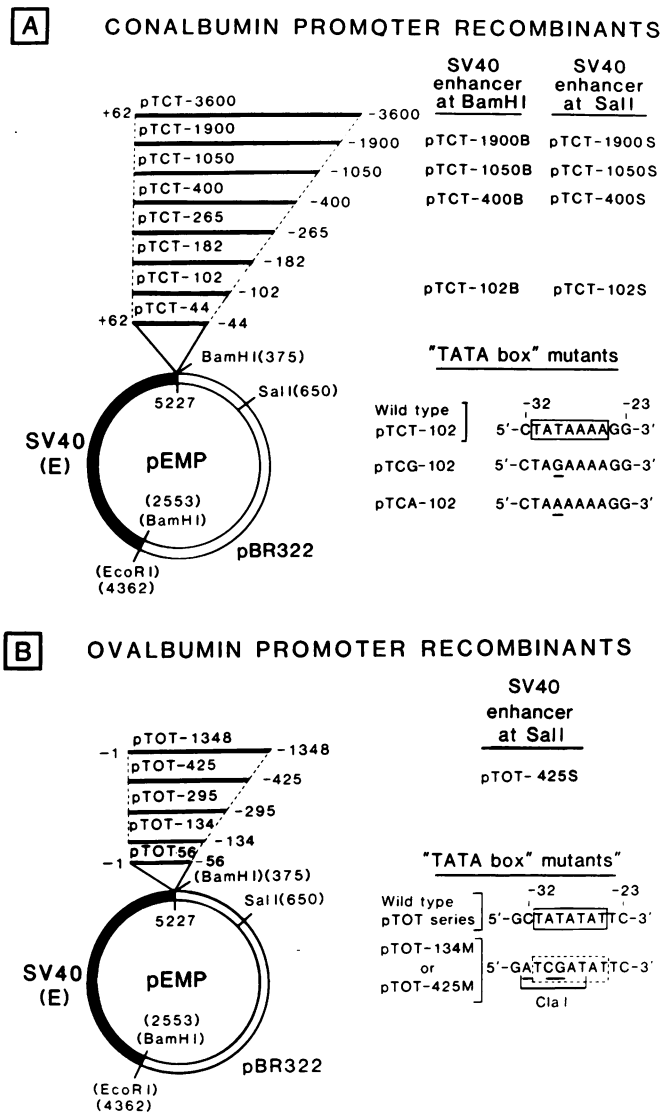 A CONALBUMIN PROMOTER RECOMBINANTS
SV40 enhancer at BamHI
SV40 enhancer at SalI
+62 pTCT-3600 -3600
pTCT-1900 -1900 pTCT-1900B pTCT-1900S
pTCT-1050 -1050 pTCT-1050B pTCT-1050S
pTCT-400 -400 pTCT-400B pTCT-400S
pTCT-265 -265
pTCT-182 -182
pTCT-102 -102 pTCT-102B pTCT-102S
+62 pTCT-44 -44
BamHI(375)
SalI(650)
5227
SV40 (E)
pEMP
(2553)
(BamHI)
pBR322
(EcoRI)
(4362)
"TATA box" mutants
-32 -23
Wild type
pTCT-102 5'-CTATAAAAGG-3'
pTCG-102 5'-CTAGAAAAGG-3'
pTCA-102 5'-CTAAAAAAGG-3'
B OVALBUMIN PROMOTER RECOMBINANTS
SV40
enhancer
at SalI
pTOT-425S
-1 pTOT-1348 -1348
pTOT-425 -425
pTOT-295 -295
pTOT-134 -134
-1 pTOT56 -56
(BamHI)(375)
SalI(650)
5227
SV40 (E)
pEMP
(2553)
(BamHI)
pBR322
(EcoRI)
(4362)
"TATA box" mutants"
-32 -23
Wild type
pTOT series 5'-GCTATATATTC-3'
pTOT-134M
or
pTOT-425M
5'-GATCGATATTC-3'
ClaI